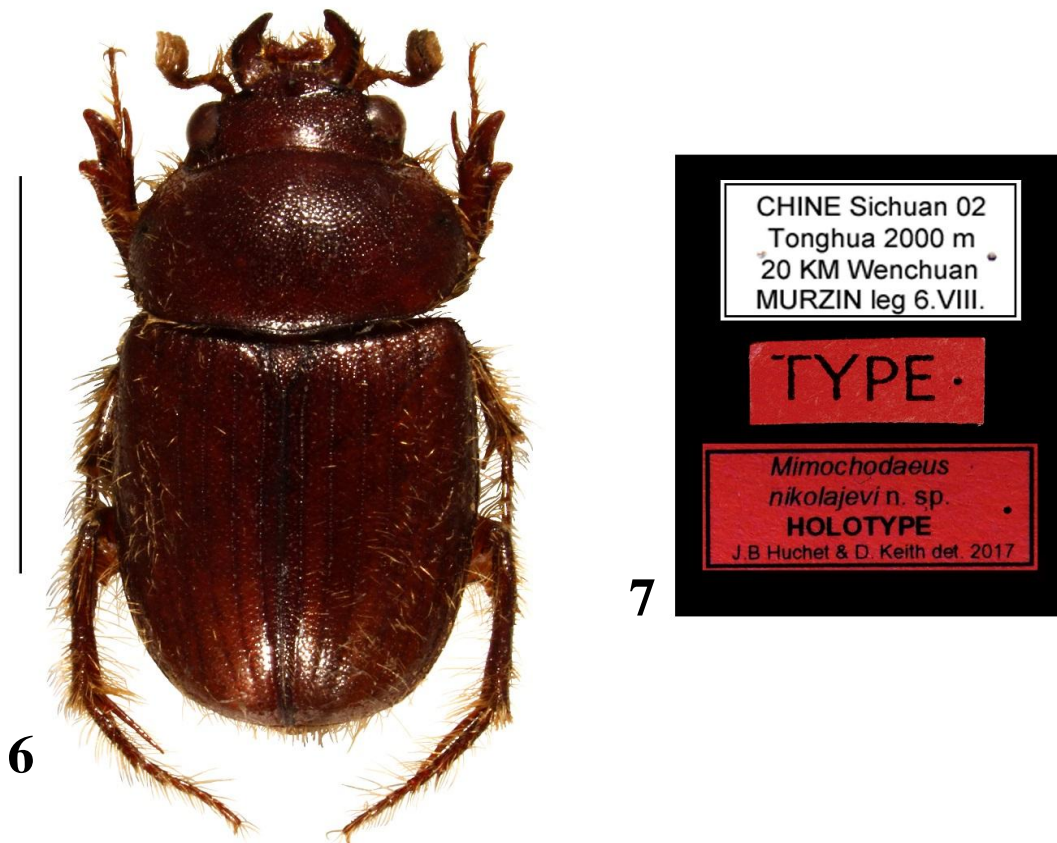 6
7
CHINE Sichuan 02
Tonghua 2000 m
20 KM Wenchuan
MURZIN leg 6.VIII.
TYPE
Mimochodaeus
nikolajevi n. sp.
HOLOTYPE
J.B Huchet & D. Keith det. 2017